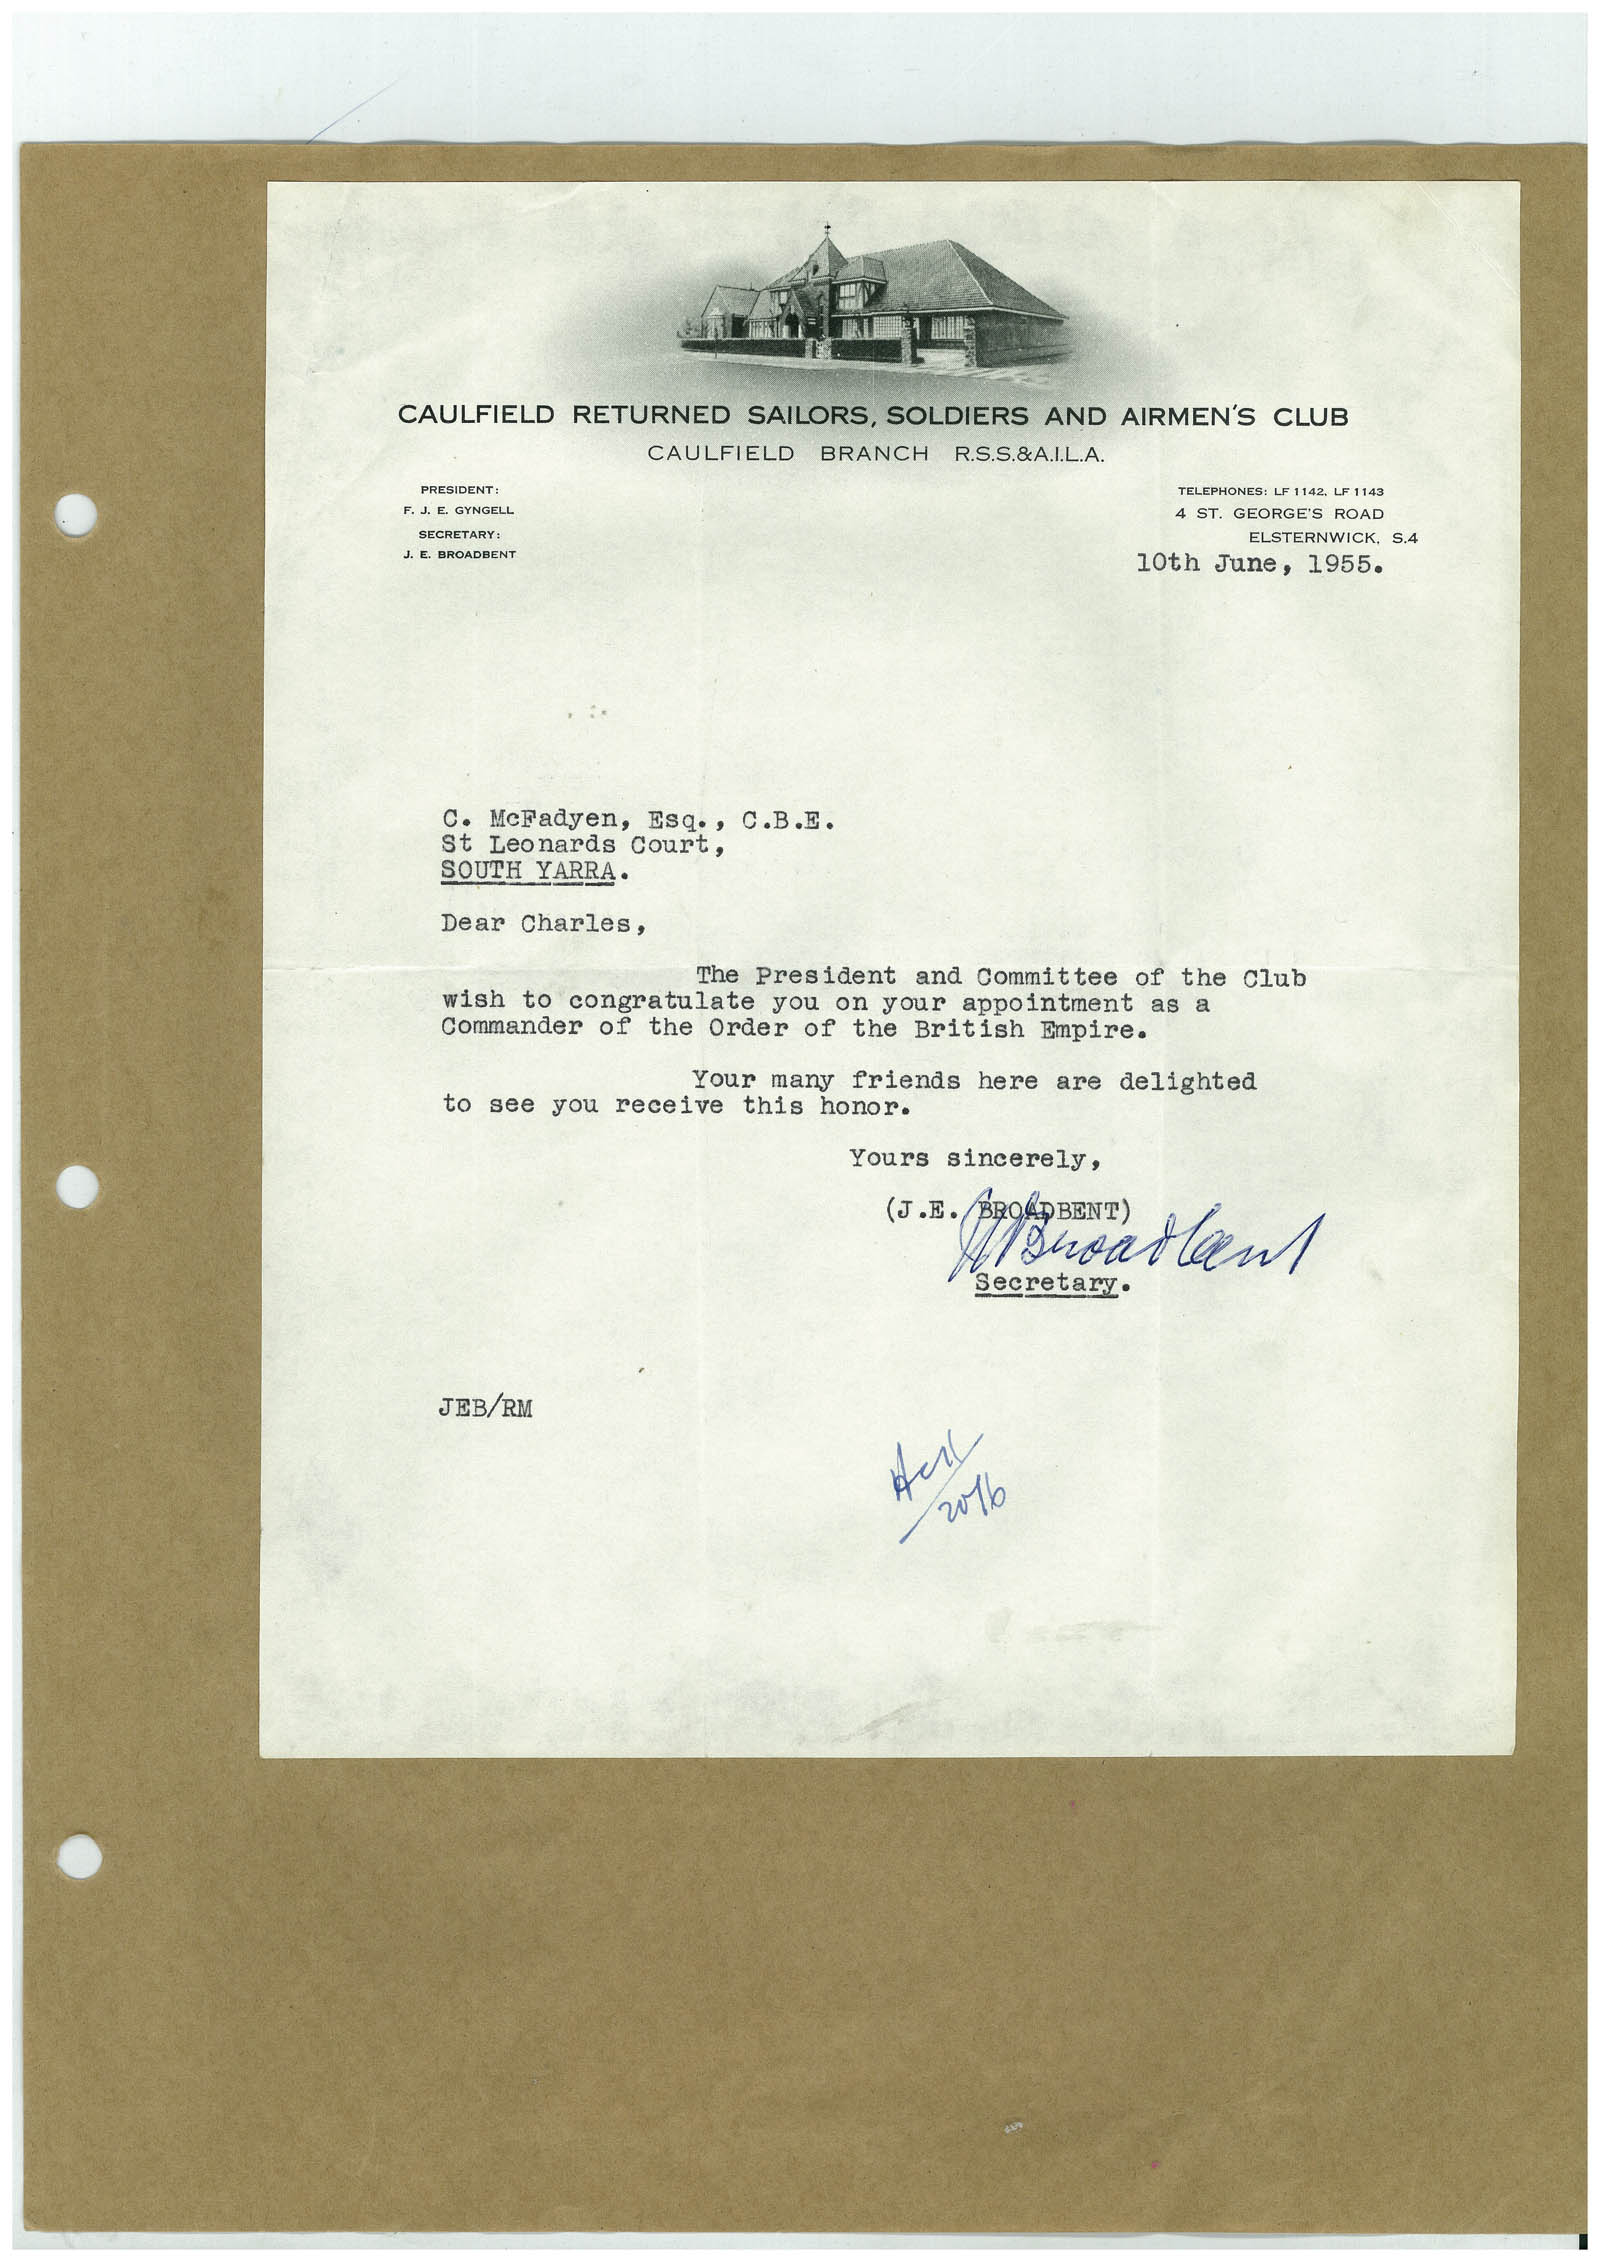 CAULFIELD RETURNED SAILORS, SOLDIERS AND AIRMEN'S CLUB
CAULFIELD BRANCH R.S.S.&A.I.L.A.
PRESIDENT:
F. J. E. GYNGELL
SECRETARY:
J. E. BROADBENT
TELEPHONES: LF 1142, LF 1143
4 ST. GEORGE'S ROAD
ELSTERNWICK, S.4
10th June, 1955.
C. McFadyen, Esq., C.B.E.
St Leonards Court,
SOUTH YARRA.
Dear Charles,
The President and Committee of the Club
wish to congratulate you on your appointment as a
Commander of the Order of the British Empire.
Your many friends here are delighted
to see you receive this honor.
Yours sincerely,
(J.E. BROADBENT)
JEBroadbent
Secretary.
JEB/RM
20/6